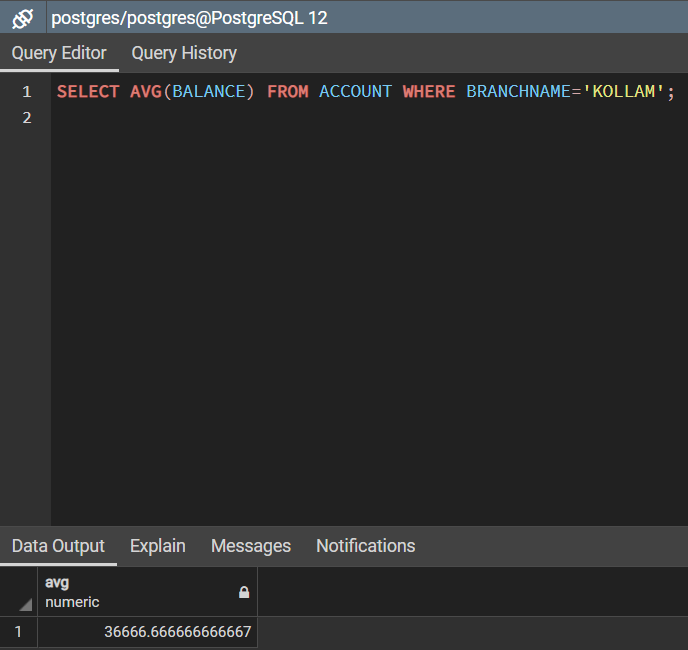 postgres/postgres@PostgreSQL 12
Query Editor Query History
1 SELECT AVG(BALANCE) FROM ACCOUNT WHERE BRANCHNAME='KOLLAM';
2
Data Output Explain Messages Notifications
avg
numeric
1 36666.666666666667